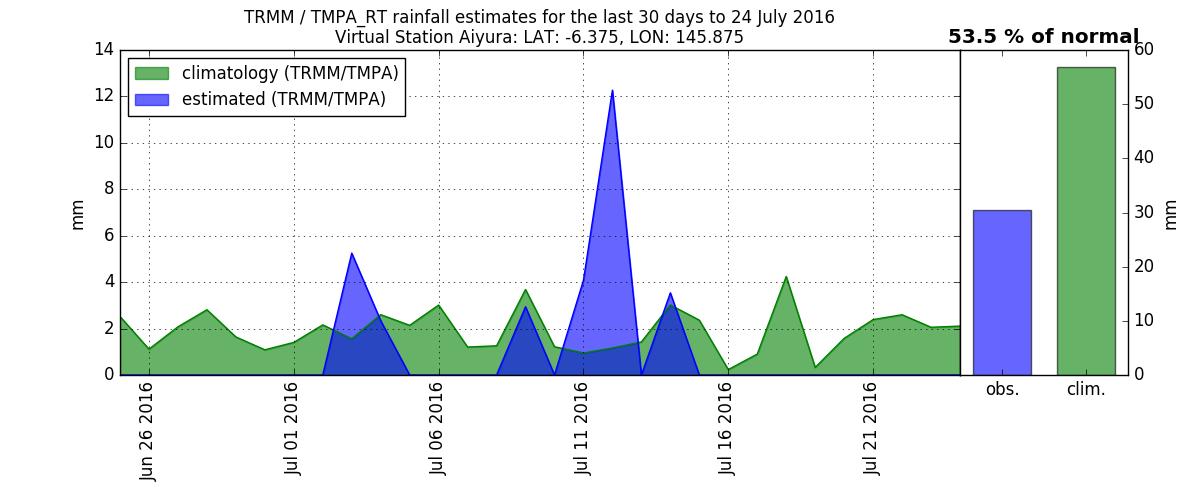 TRMM / TMPA_RT rainfall estimates for the last 30 days to 24 July 2016
Virtual Station Aiyura: LAT: -6.375, LON: 145.875
53.5 % of normal
climatology (TRMM/TMPA)
estimated (TRMM/TMPA)
14
12
10
8
6
4
2
0
mm
Jun 26 2016
Jul 01 2016
Jul 06 2016
Jul 11 2016
Jul 16 2016
Jul 21 2016
obs.
clim.
60
50
40
30
20
10
0
mm